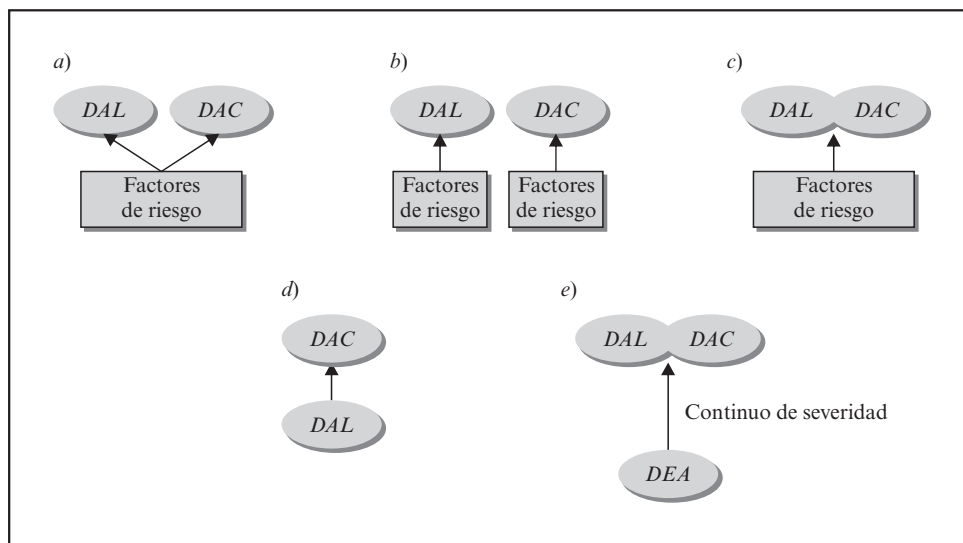 a)
DAL
DAC
Factores
de riesgo
b)
DAL
DAC
Factores
de riesgo
Factores
de riesgo
c)
DAL
DAC
Factores
de riesgo
d)
DAC
DAL
e)
DAL
DAC
Continuo de severidad
DEA